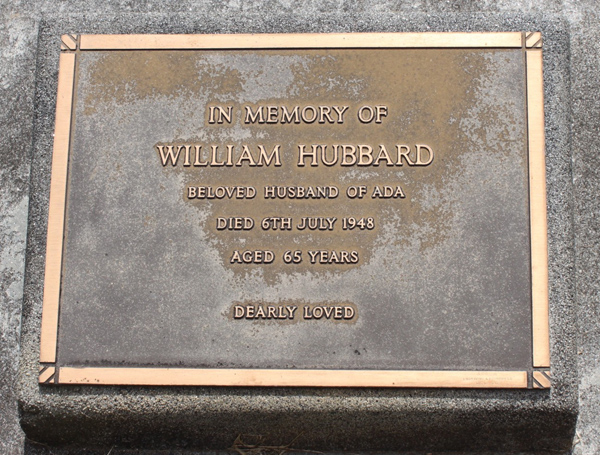 IN MEMORY OF
WILLIAM HUBBARD
BELOVED HUSBAND OF ADA
DIED 6TH JULY 1948
AGED 65 YEARS
DEARLY LOVED